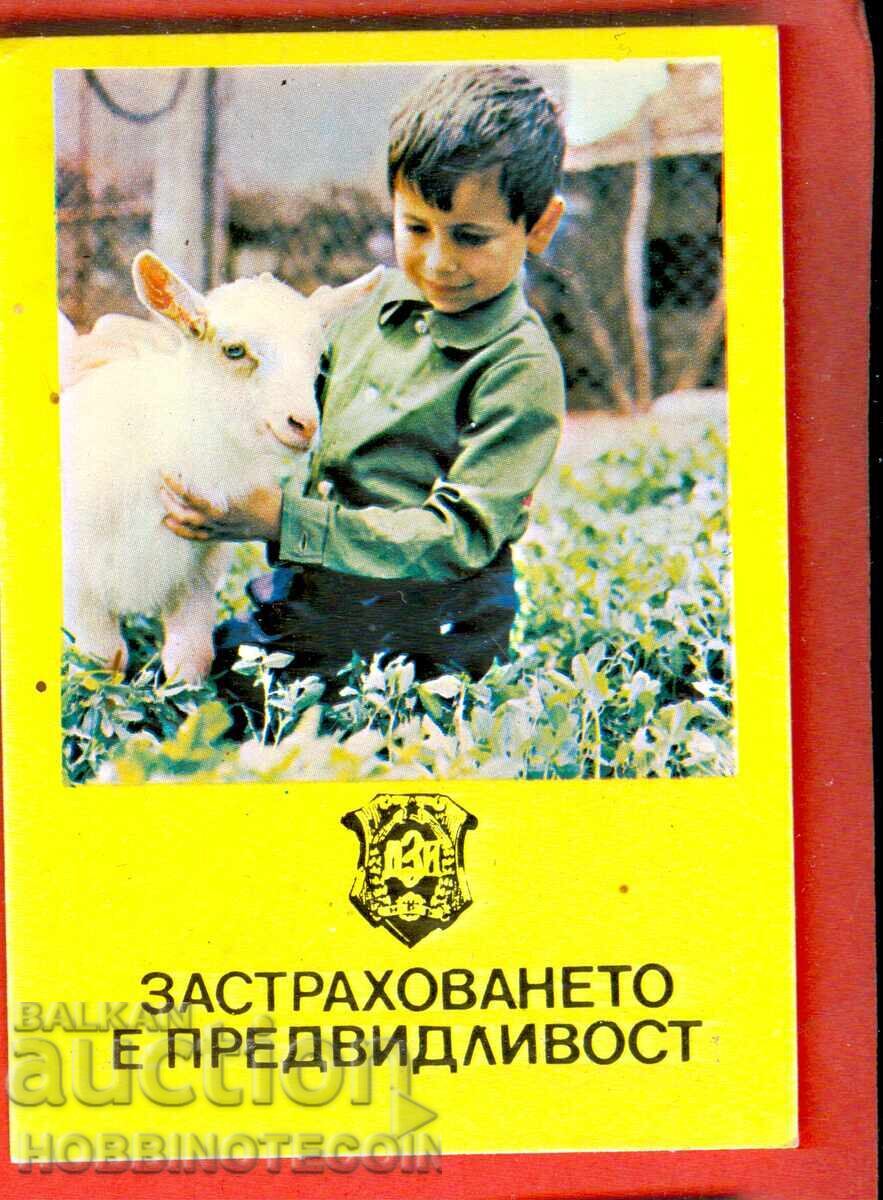 ДЗИ
ЗАСТРАХОВАНЕТО
Е ПРЕДВИДЛИВОСТ
BALKAN
auction
HOBBINOTECOIN